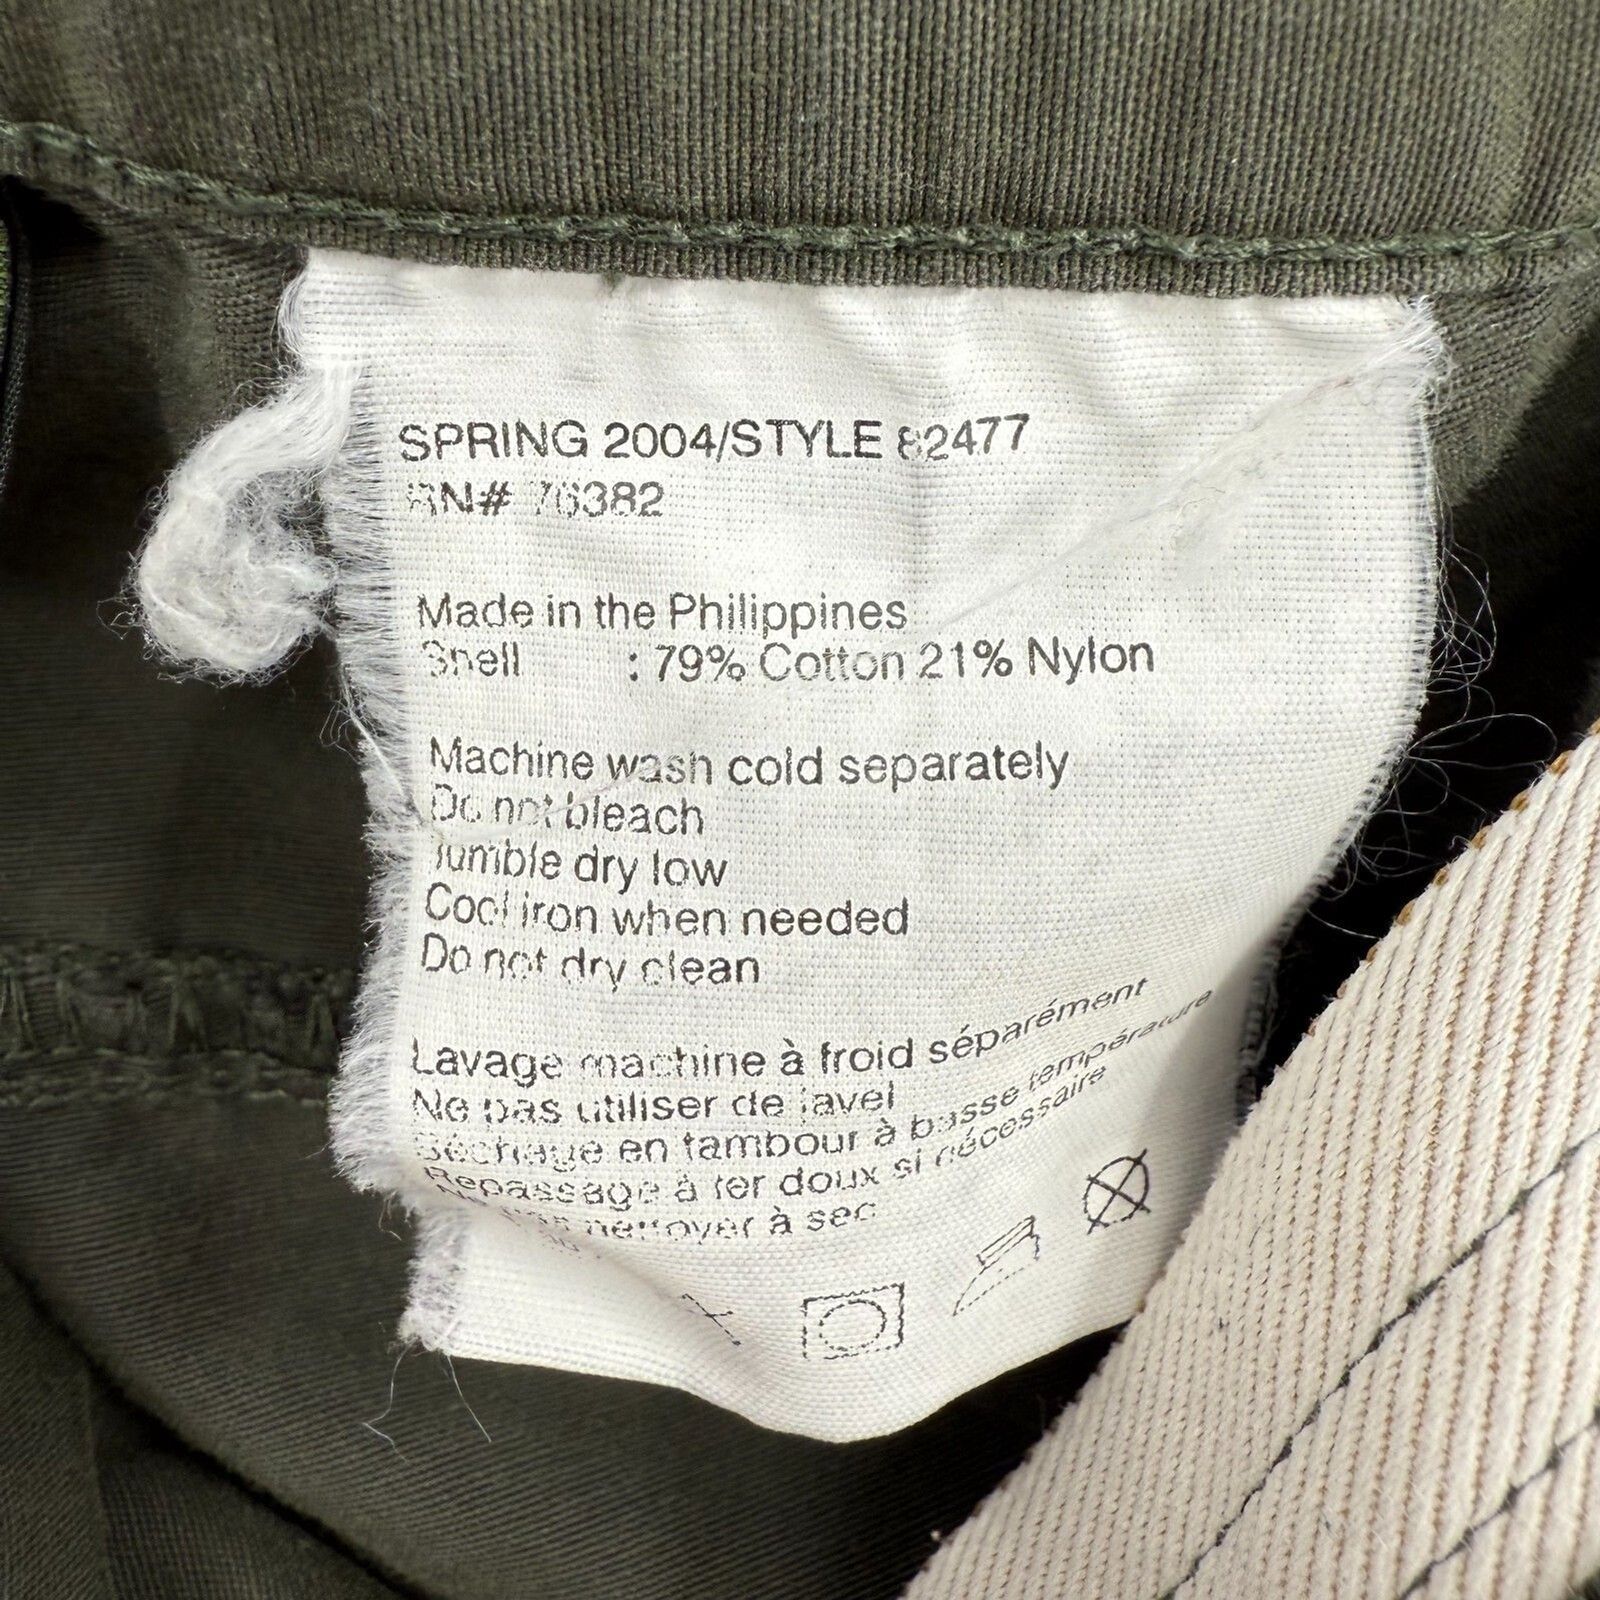 SPRING 2004/STYLE 82477
RN# 76382
Made in the Philippines
Shell : 79% Cotton 21% Nylon
Machine wash cold separately
Do not bleach
Tumble dry low
Cool iron when needed
Do not dry clean
Lavage machine à froid séparément
Ne pas utiliser de javel
Séchage en tambour à basse température
Repassage à fer doux si nécessaire
nettoyer à sec